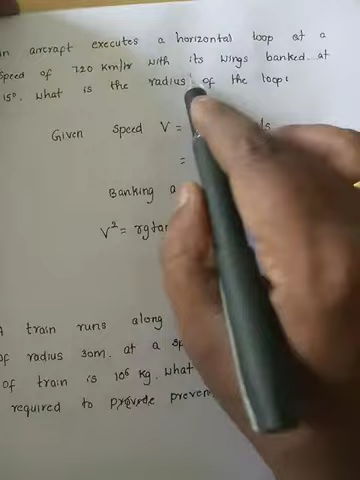 an aircraft executes a horizontal loop at a
speed of 720 km/hr with its wings banked at
15°. what is the radius of the loop?
Given speed V =
=
Banking a
V² = rgtan
A train runs along
of radius 30m. at a sp
of train is 10⁶ kg. what
required to provide preven